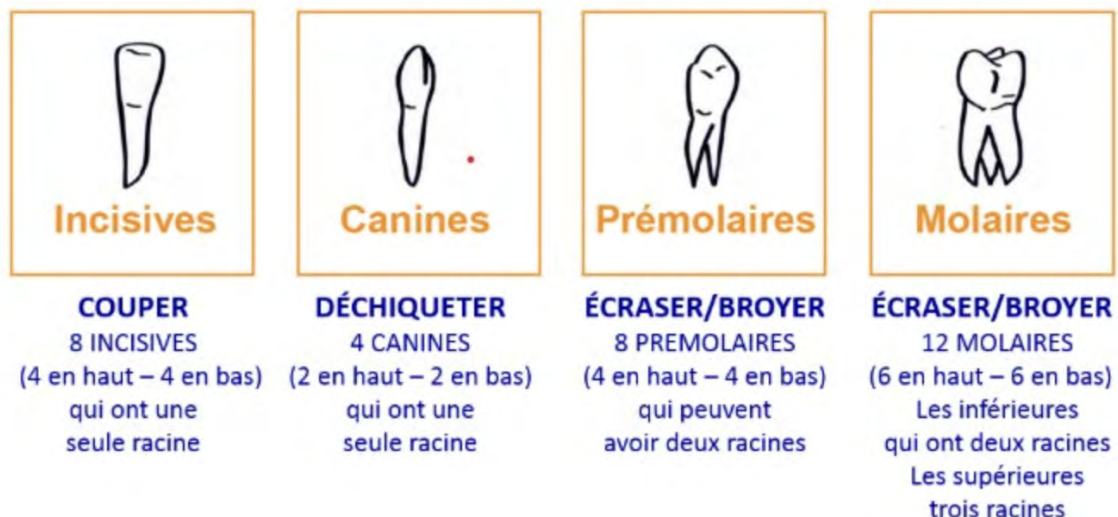 Incisives
COUPER
8 INCISIVES
(4 en haut – 4 en bas)
qui ont une
seule racine
Canines
DÉCHIQUETER
4 CANINES
(2 en haut – 2 en bas)
qui ont une
seule racine
Prémolaires
ÉCRASER/BROYER
8 PREMOLAIRES
(4 en haut – 4 en bas)
qui peuvent
avoir deux racines
Molaires
ÉCRASER/BROYER
12 MOLAIRES
(6 en haut – 6 en bas)
Les inférieures
qui ont deux racines
Les supérieures
trois racines